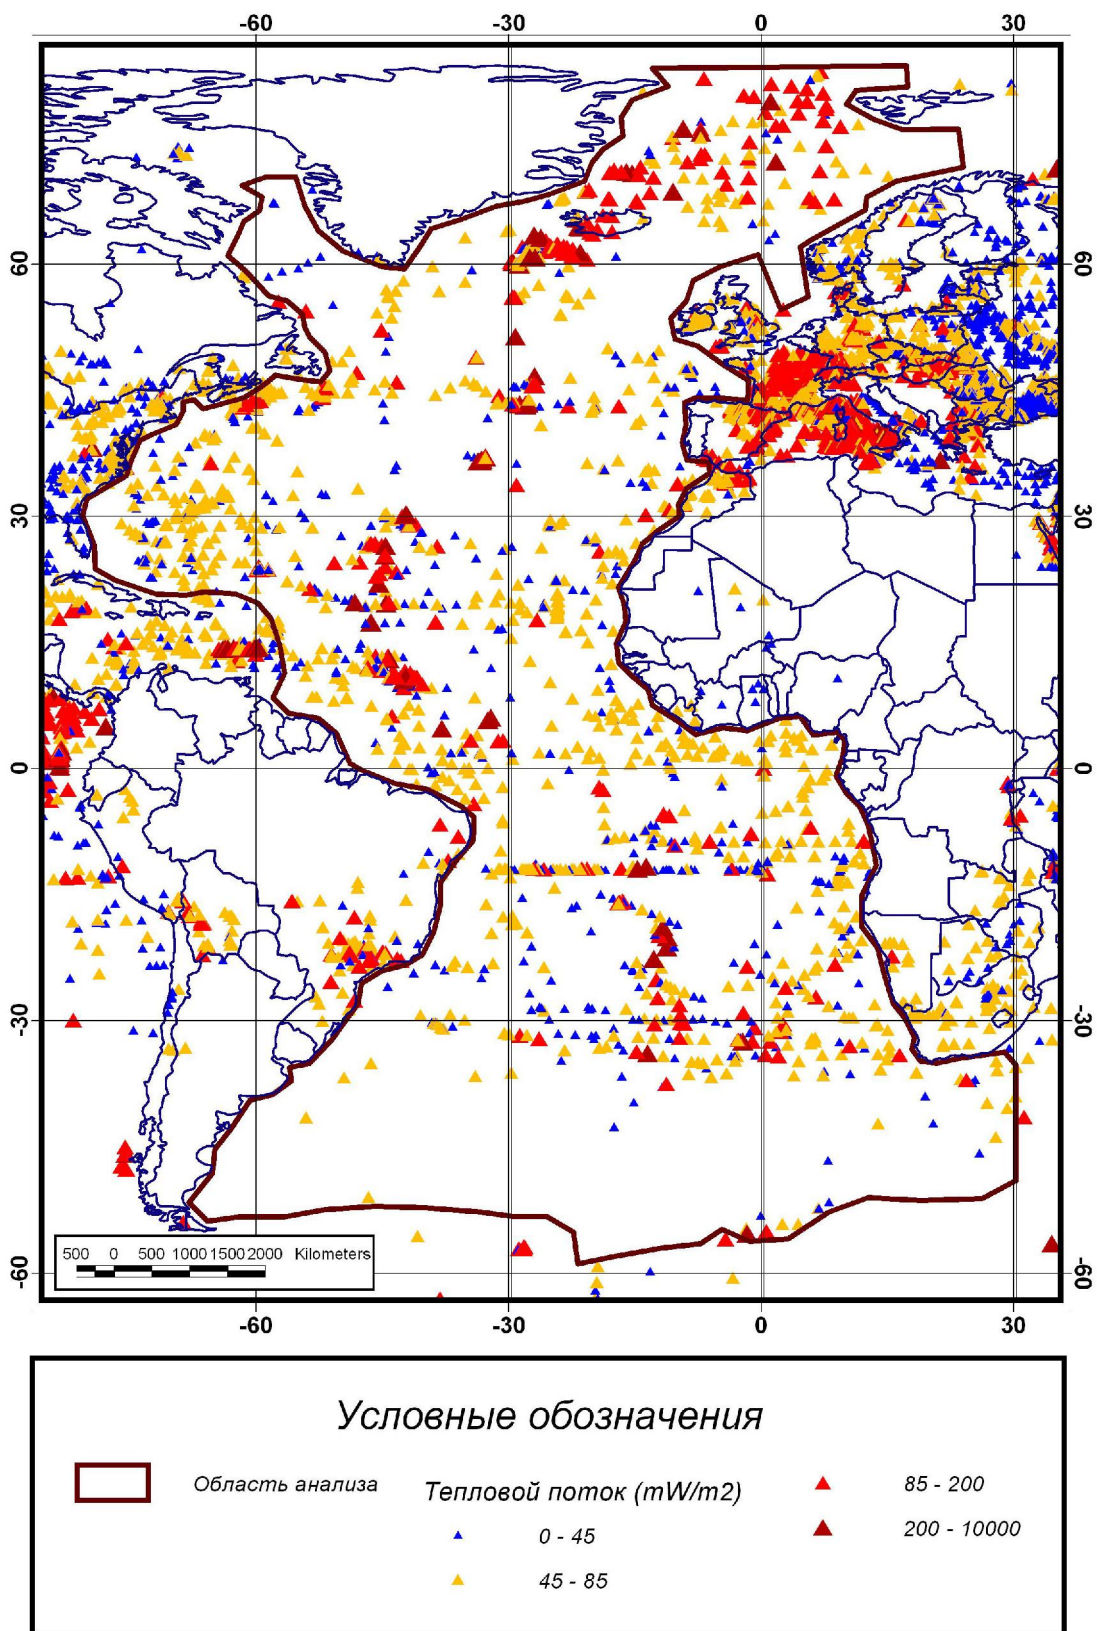 -60 -30 0 30
60 60
30 30
0 0
-30 -30
500 0 500 1000 1500 2000 Kilometers
-60 -60
-60 -30 0 30
Условные обозначения
Область анализа
Тепловой поток (mW/m2)
0 - 45
45 - 85
85 - 200
200 - 10000